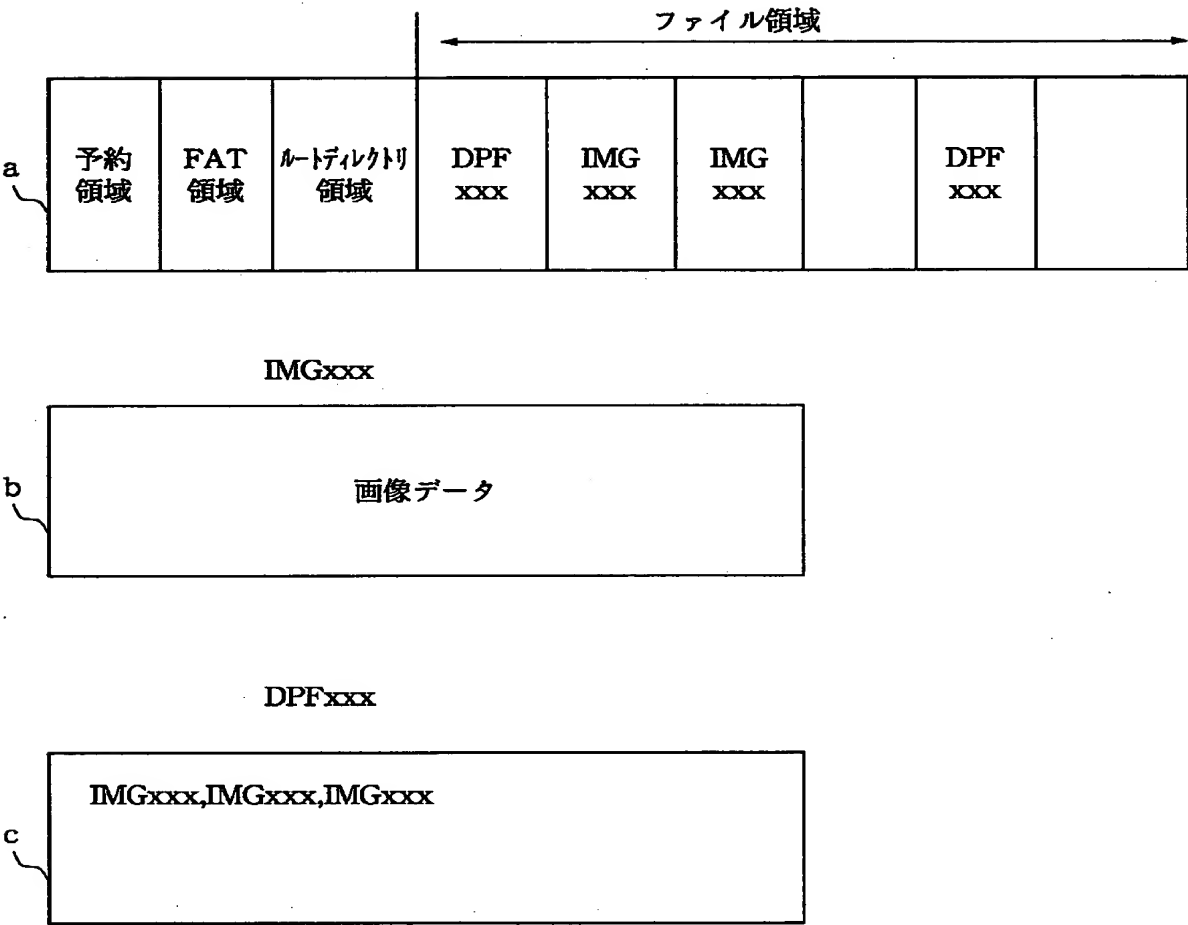 ファイル領域
a
予約
領域
FAT
領域
ルートディレクトリ
領域
DPF
xxx
IMG
xxx
IMG
xxx
DPF
xxx
IMGxxx
b
画像データ
DPFxxx
IMGxxx,IMGxxx,IMGxxx
c